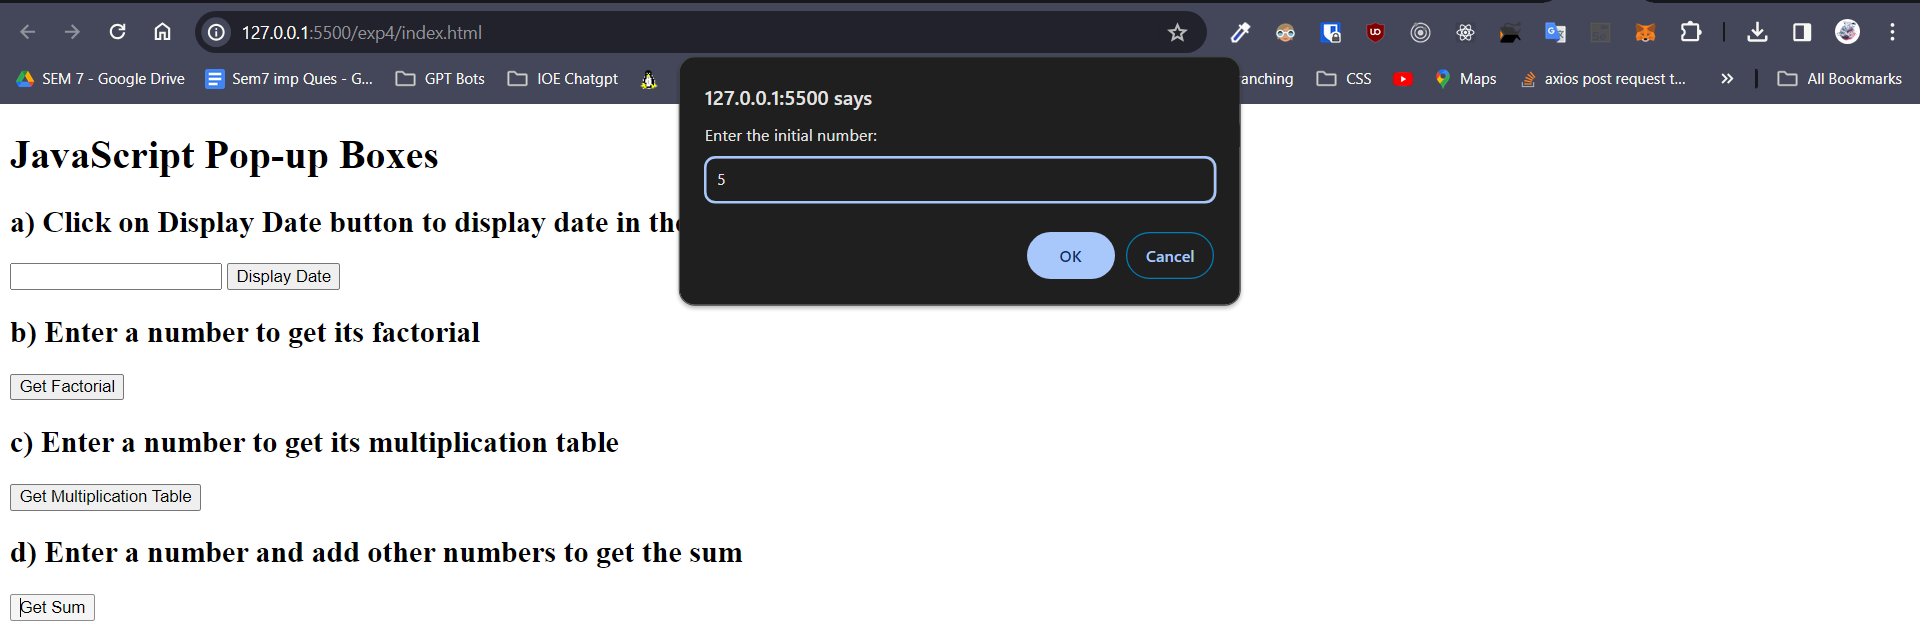 127.0.0.1:5500/exp4/index.html
SEM 7 - Google Drive Sem7 imp Ques - G... GPT Bots IOE Chatgpt anching CSS Maps axios post request t... » All Bookmarks
127.0.0.1:5500 says
Enter the initial number:
5
OK Cancel
JavaScript Pop-up Boxes
a) Click on Display Date button to display date in the
Display Date
b) Enter a number to get its factorial
Get Factorial
c) Enter a number to get its multiplication table
Get Multiplication Table
d) Enter a number and add other numbers to get the sum
Get Sum